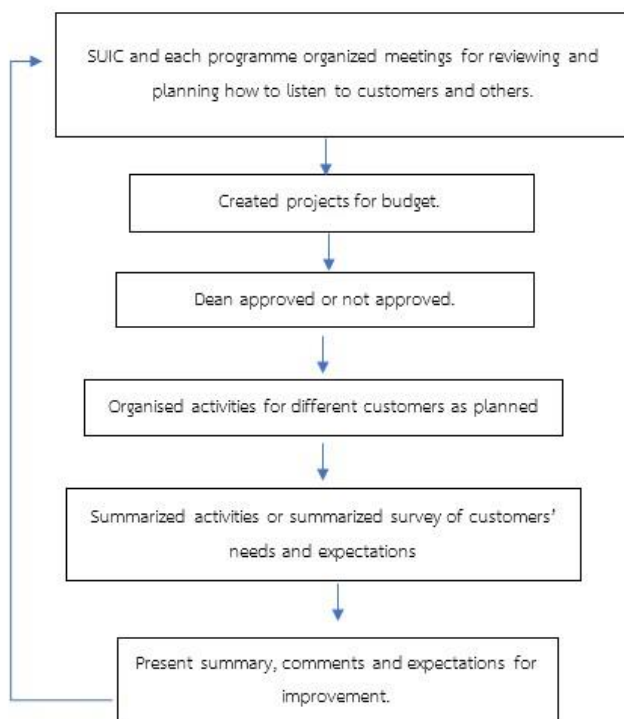 SUIC and each programme organized meetings for reviewing and
planning how to listen to customers and others.
Created projects for budget.
Dean approved or not approved.
Organised activities for different customers as planned
Summarized activities or summarized survey of customers’
needs and expectations
Present summary, comments and expectations for
improvement.